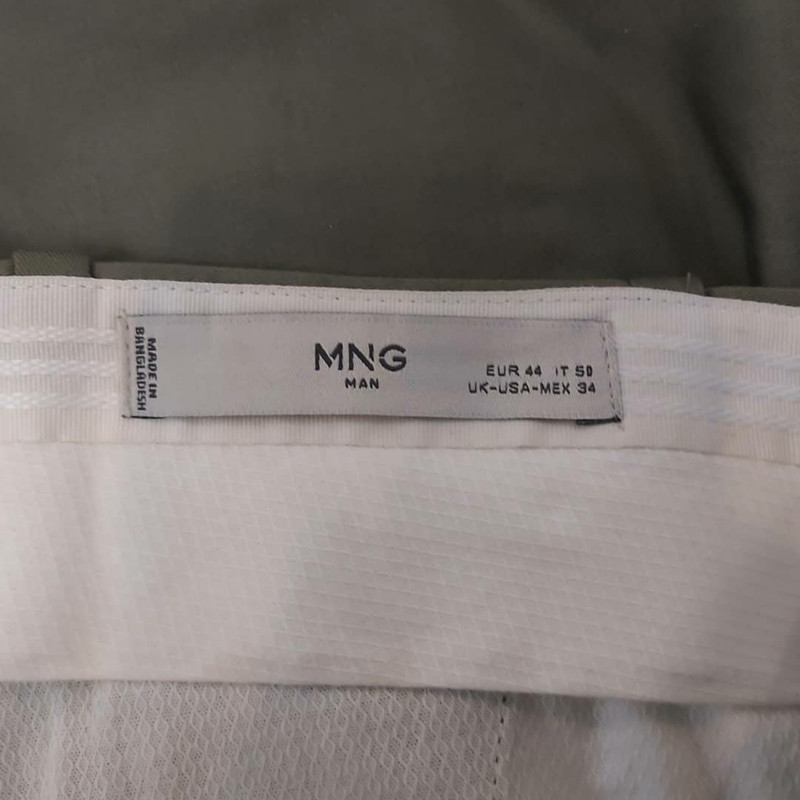 MADE IN
BANGLADESH
MNG
MAN
EUR 44 IT 50
UK-USA-MEX 34